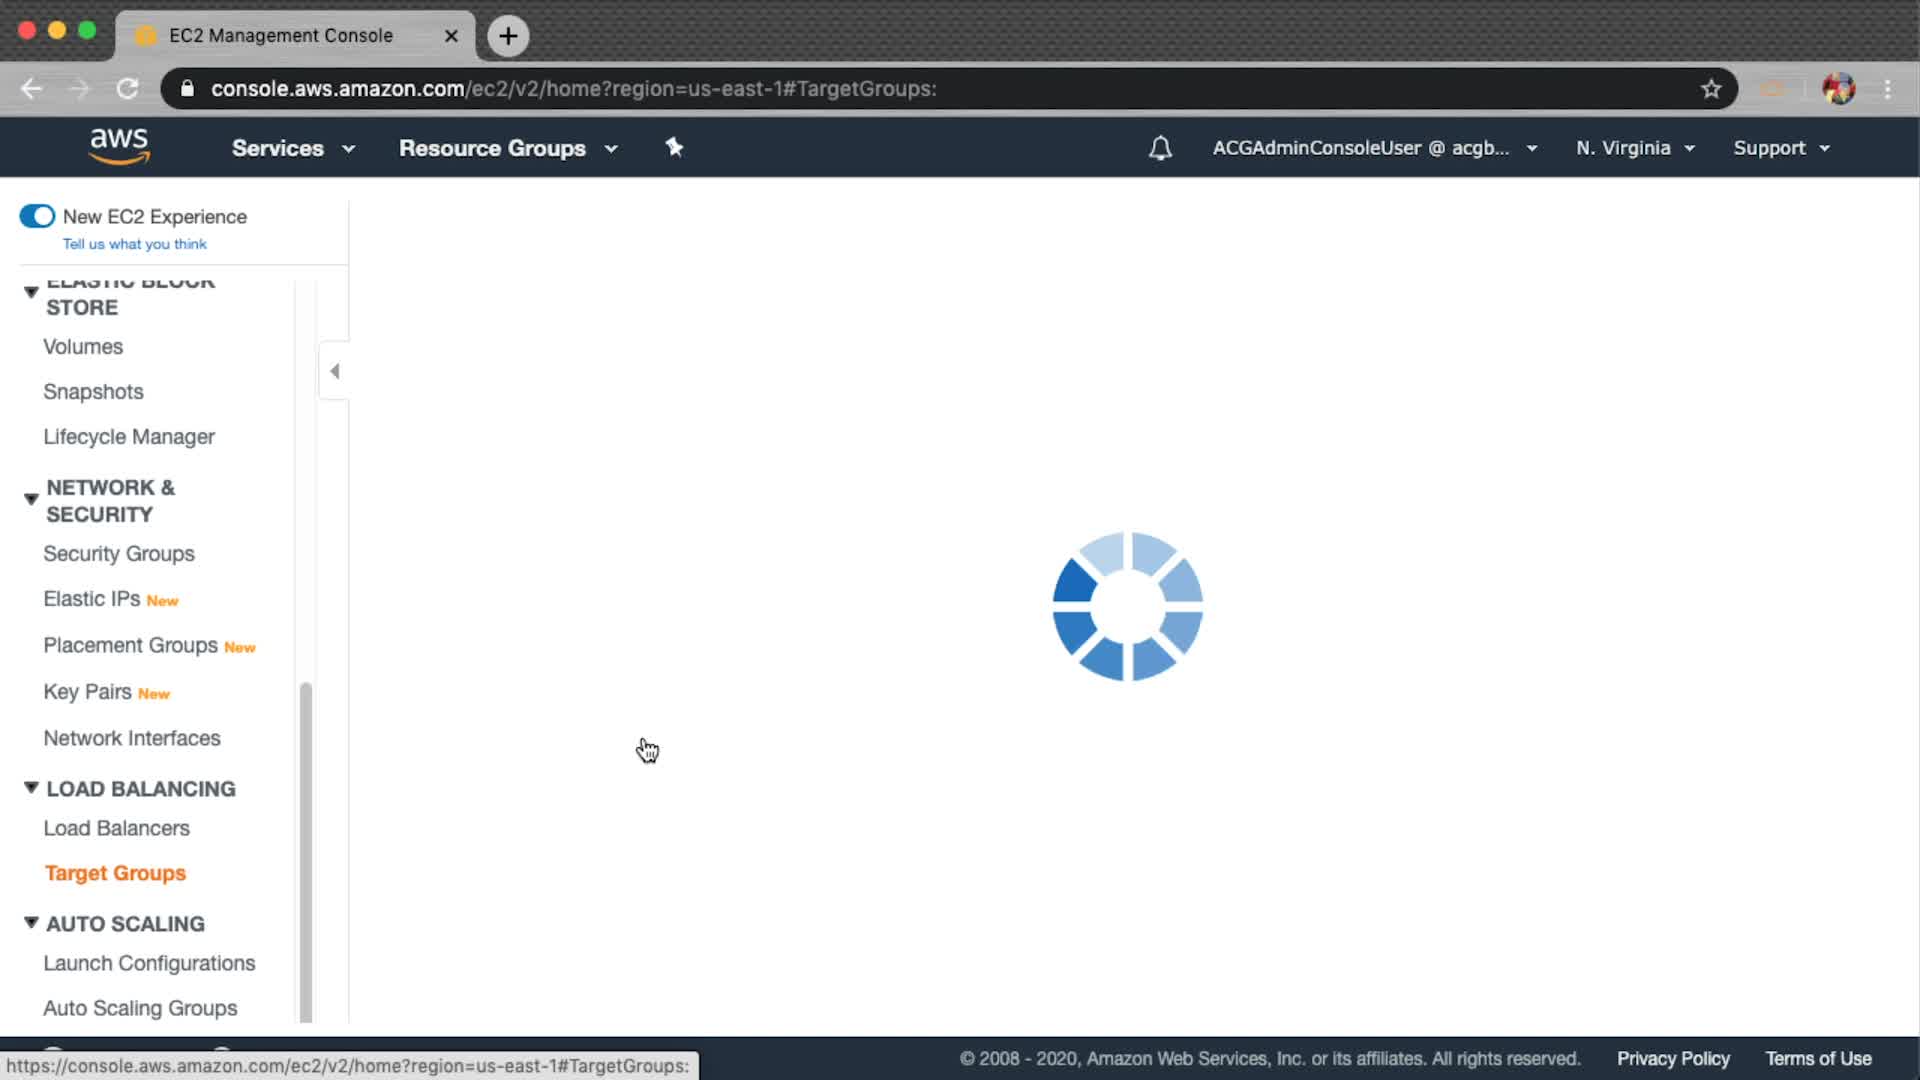 EC2 Management Console
console.aws.amazon.com/ec2/v2/home?region=us-east-1#TargetGroups:
aws
Services
Resource Groups
ACGAdminConsoleUser @ acgb...
N. Virginia
Support
New EC2 Experience
Tell us what you think
ELASTIC BLOCK
STORE
Volumes
Snapshots
Lifecycle Manager
NETWORK &
SECURITY
Security Groups
Elastic IPs New
Placement Groups New
Key Pairs New
Network Interfaces
LOAD BALANCING
Load Balancers
Target Groups
AUTO SCALING
Launch Configurations
Auto Scaling Groups
https://console.aws.amazon.com/ec2/v2/home?region=us-east-1#TargetGroups:
© 2008 - 2020, Amazon Web Services, Inc. or its affiliates. All rights reserved.
Privacy Policy
Terms of Use